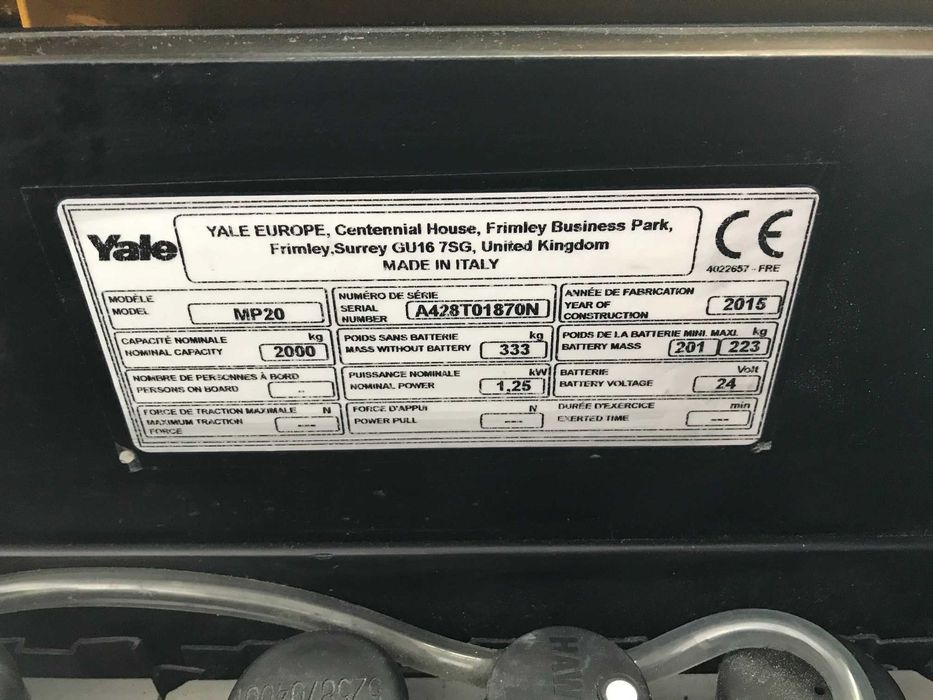 Yale
YALE EUROPE, Centennial House, Frimley Business Park,
Frimley,Surrey GU16 7SG, United Kingdom
MADE IN ITALY
CE
4022657 - FRE
MODÈLE
MODEL
MP20
NUMÉRO DE SÉRIE
SERIAL
NUMBER
A428T01870N
ANNÉE DE FABRICATION
YEAR OF
CONSTRUCTION
2015
CAPACITÉ NOMINALE kg
NOMINAL CAPACITY
2000
POIDS SANS BATTERIE kg
MASS WITHOUT BATTERY
333
POIDS DE LA BATTERIE MINI. MAXI. kg
BATTERY MASS
201 223
NOMBRE DE PERSONNES À BORD
PERSONS ON BOARD
--
PUISSANCE NOMINALE kW
NOMINAL POWER
1,25
BATTERIE Volt
BATTERY VOLTAGE
24
FORCE DE TRACTION MAXIMALE N
MAXIMUM TRACTION
FORCE
---
FORCE D'APPUI N
POWER PULL
---
DURÉE D'EXERCICE min
EXERTED TIME
---
HAW